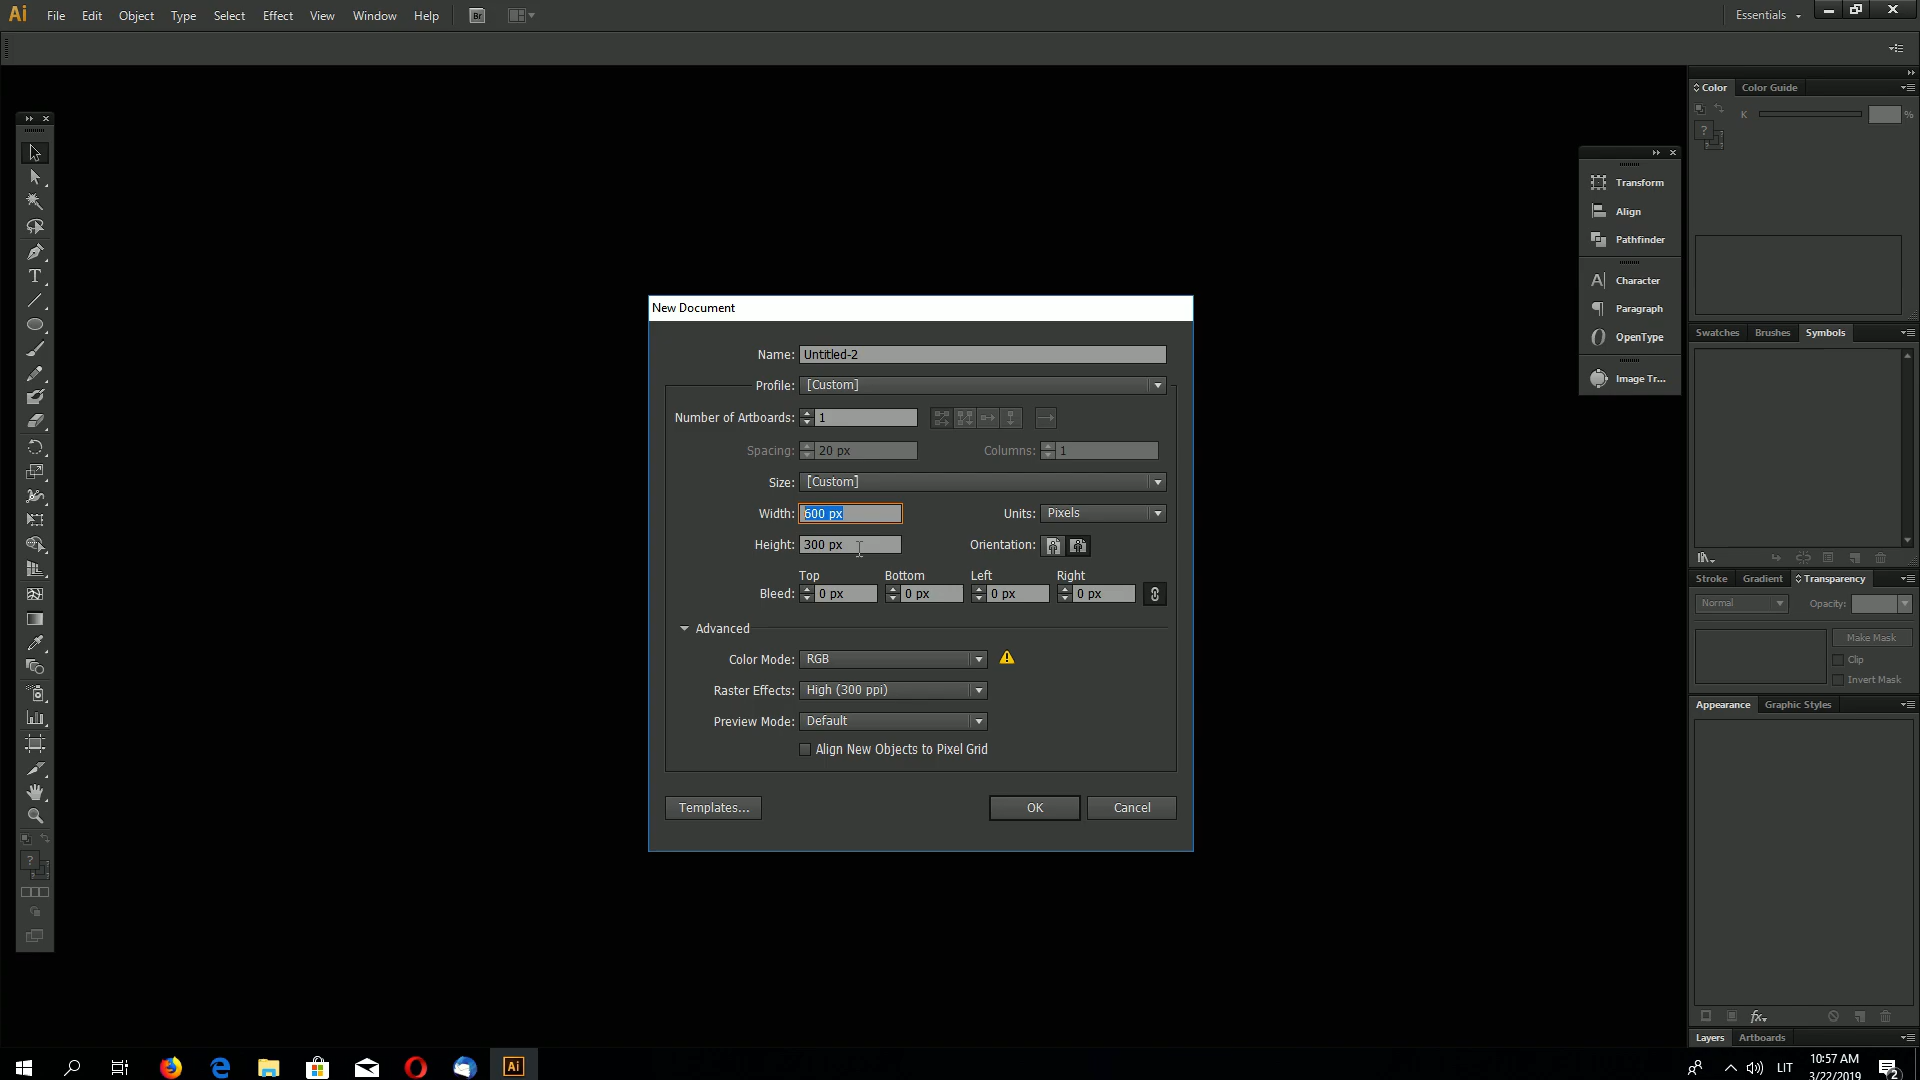 Ai File Edit Object Type Select Effect View Window Help Br Essentials
Color Color Guide
K %
?
Transform
Align
Pathfinder
Character
Paragraph
OpenType
Image Tr...
New Document
Name: Untitled-2
Profile: [Custom]
Number of Artboards: 1
Spacing: 20 px Columns: 1
Size: [Custom]
Width: 600 px Units: Pixels
Height: 300 px Orientation:
Top Bottom Left Right
Bleed: 0 px 0 px 0 px 0 px
Advanced
Color Mode: RGB
Raster Effects: High (300 ppi)
Preview Mode: Default
Align New Objects to Pixel Grid
Templates... OK Cancel
Swatches Brushes Symbols
Stroke Gradient Transparency
Normal Opacity:
Make Mask
Clip
Invert Mask
Appearance Graphic Styles
fx
Layers Artboards
?
Ai
LIT
10:57 AM
3/22/2019
2